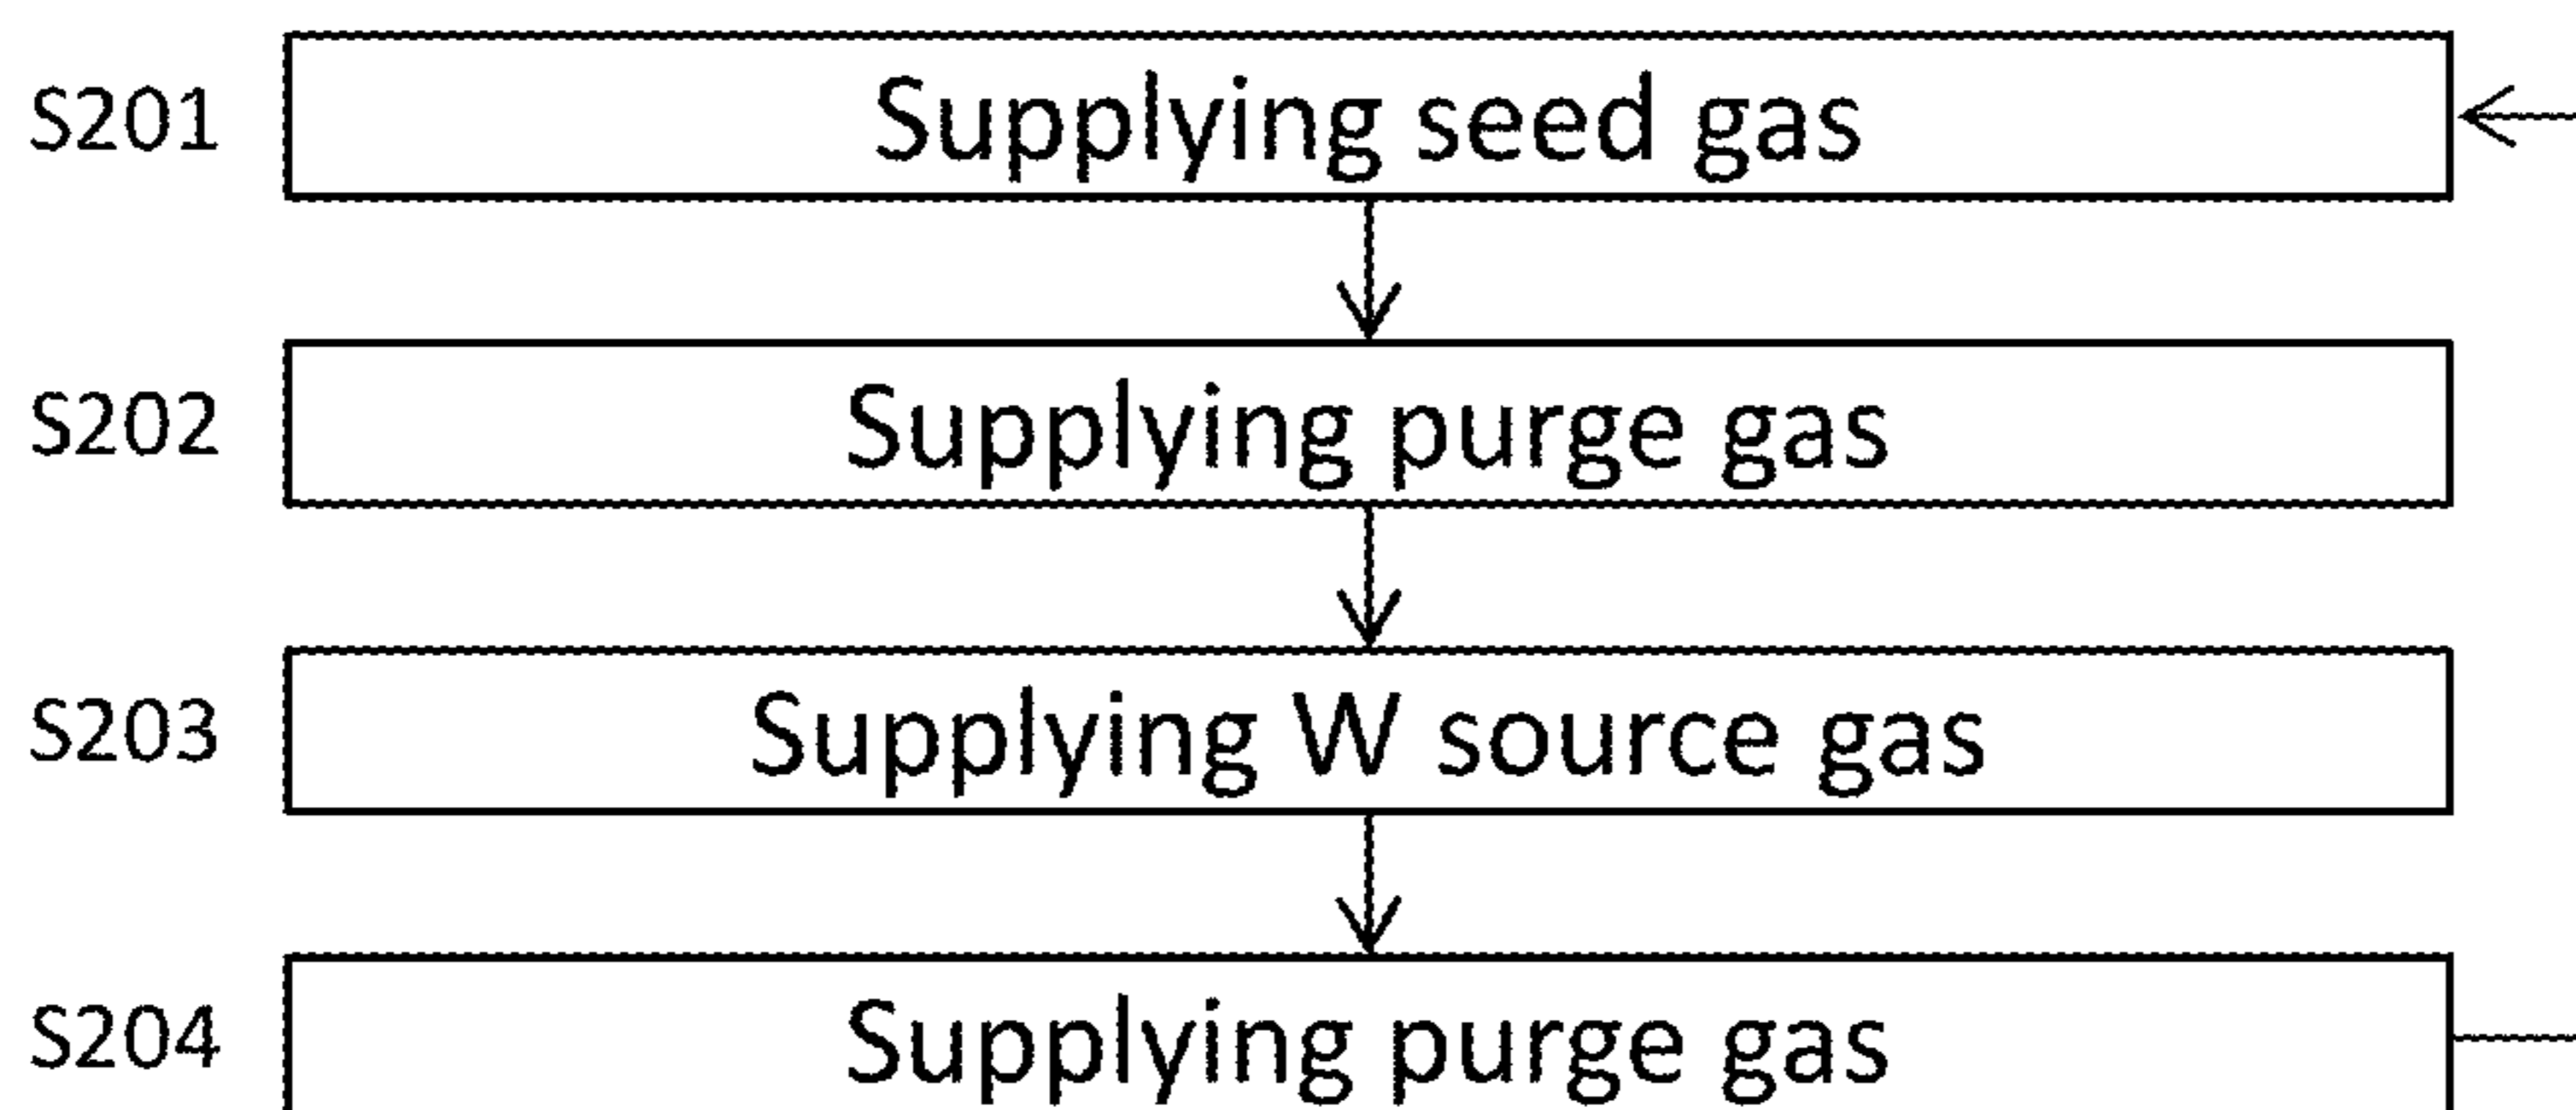 S201 Supplying seed gas
S202 Supplying purge gas
S203 Supplying W source gas
S204 Supplying purge gas